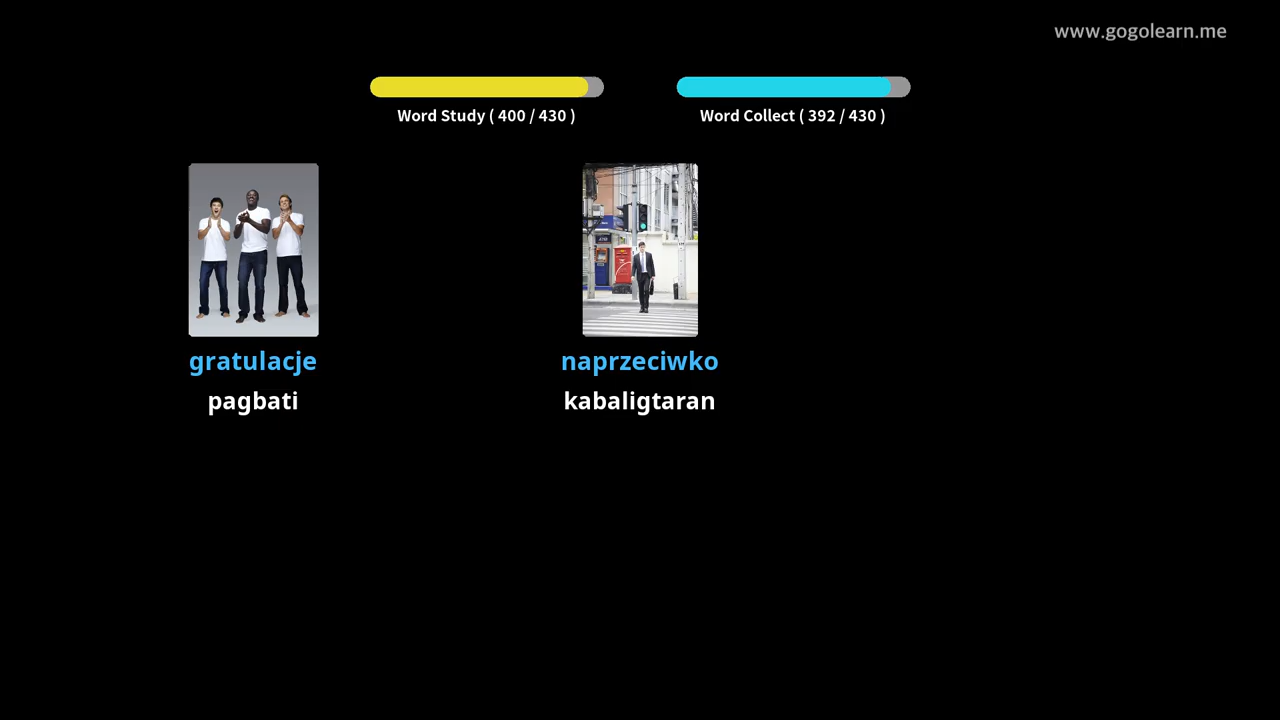 www.gogolearn.me
Word Study ( 400 / 430 )
Word Collect ( 392 / 430 )
gratulacje
naprzeciwko
pagbati
kabaligtaran